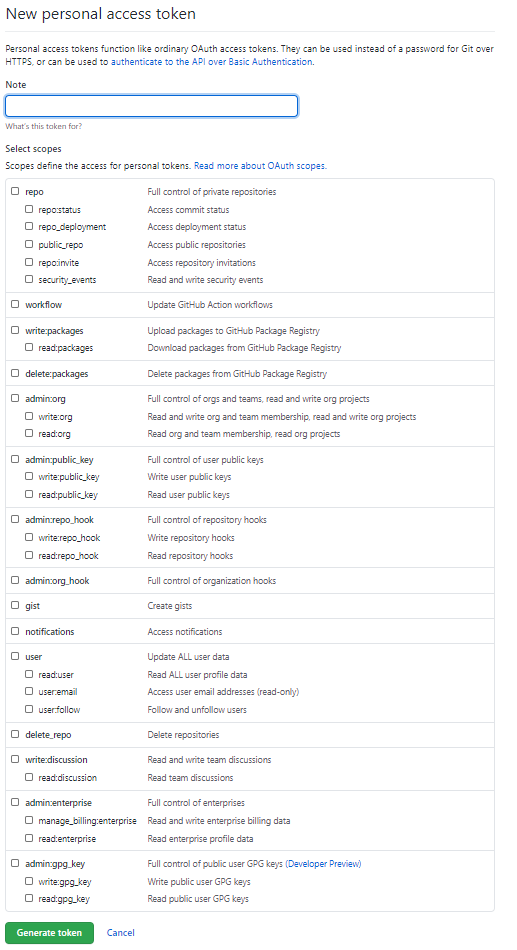 New personal access token
Personal access tokens function like ordinary OAuth access tokens. They can be used instead of a password for Git over
HTTPS, or can be used to authenticate to the API over Basic Authentication.
Note
What's this token for?
Select scopes
Scopes define the access for personal tokens. Read more about OAuth scopes.
repo Full control of private repositories
repo:status Access commit status
repo_deployment Access deployment status
public_repo Access public repositories
repo:invite Access repository invitations
security_events Read and write security events
workflow Update GitHub Action workflows
write:packages Upload packages to GitHub Package Registry
read:packages Download packages from GitHub Package Registry
delete:packages Delete packages from GitHub Package Registry
admin:org Full control of orgs and teams, read and write org projects
write:org Read and write org and team membership, read and write org projects
read:org Read org and team membership, read org projects
admin:public_key Full control of user public keys
write:public_key Write user public keys
read:public_key Read user public keys
admin:repo_hook Full control of repository hooks
write:repo_hook Write repository hooks
read:repo_hook Read repository hooks
admin:org_hook Full control of organization hooks
gist Create gists
notifications Access notifications
user Update ALL user data
read:user Read ALL user profile data
user:email Access user email addresses (read-only)
user:follow Follow and unfollow users
delete_repo Delete repositories
write:discussion Read and write team discussions
read:discussion Read team discussions
admin:enterprise Full control of enterprises
manage_billing:enterprise Read and write enterprise billing data
read:enterprise Read enterprise profile data
admin:gpg_key Full control of public user GPG keys (Developer Preview)
write:gpg_key Write public user GPG keys
read:gpg_key Read public user GPG keys
Generate token Cancel